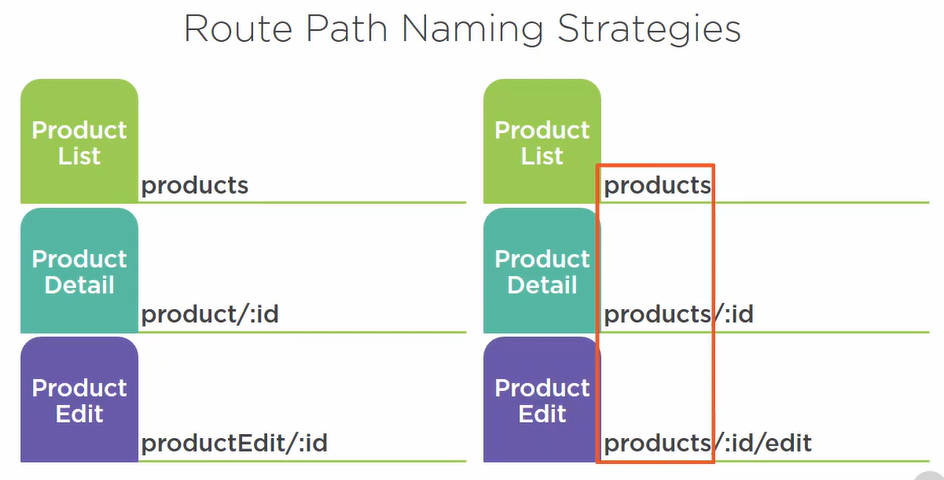 Route Path Naming Strategies
Product
List
products
Product
Detail
product/:id
Product
Edit
productEdit/:id
Product
List
products
Product
Detail
products/:id
Product
Edit
products/:id/edit